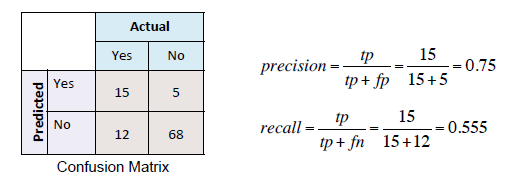 Actual
Yes No
Predicted
Yes 15 5
No 12 68
Confusion Matrix
precision = tp / (tp + fp) = 15 / (15 + 5) = 0.75
recall = tp / (tp + fn) = 15 / (15 + 12) = 0.555